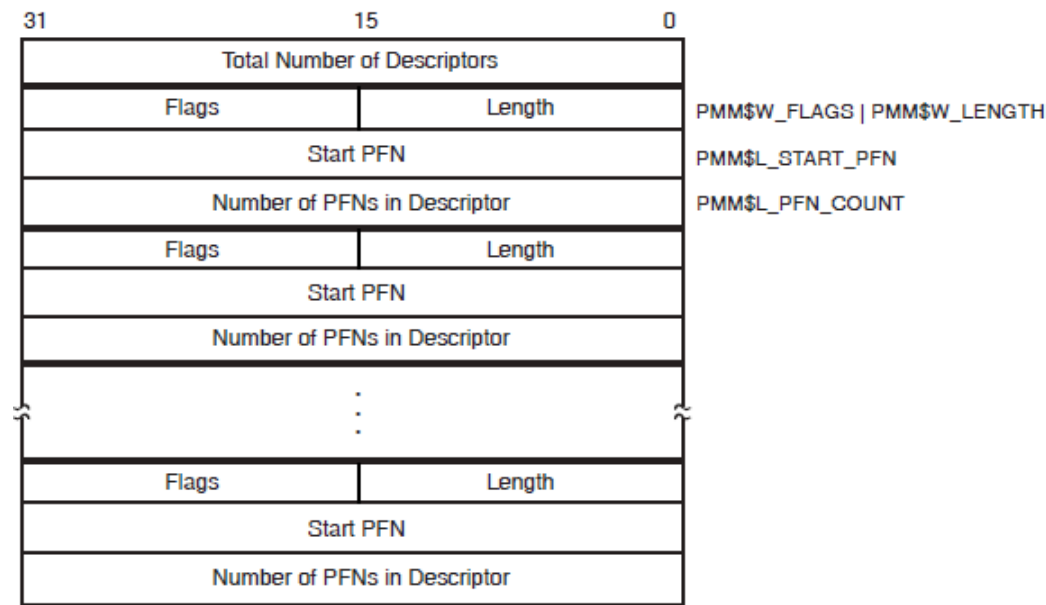 31 15 0
Total Number of Descriptors
Flags Length PMM$W_FLAGS | PMM$W_LENGTH
Start PFN PMM$L_START_PFN
Number of PFNs in Descriptor PMM$L_PFN_COUNT
Flags Length
Start PFN
Number of PFNs in Descriptor
Flags Length
Start PFN
Number of PFNs in Descriptor